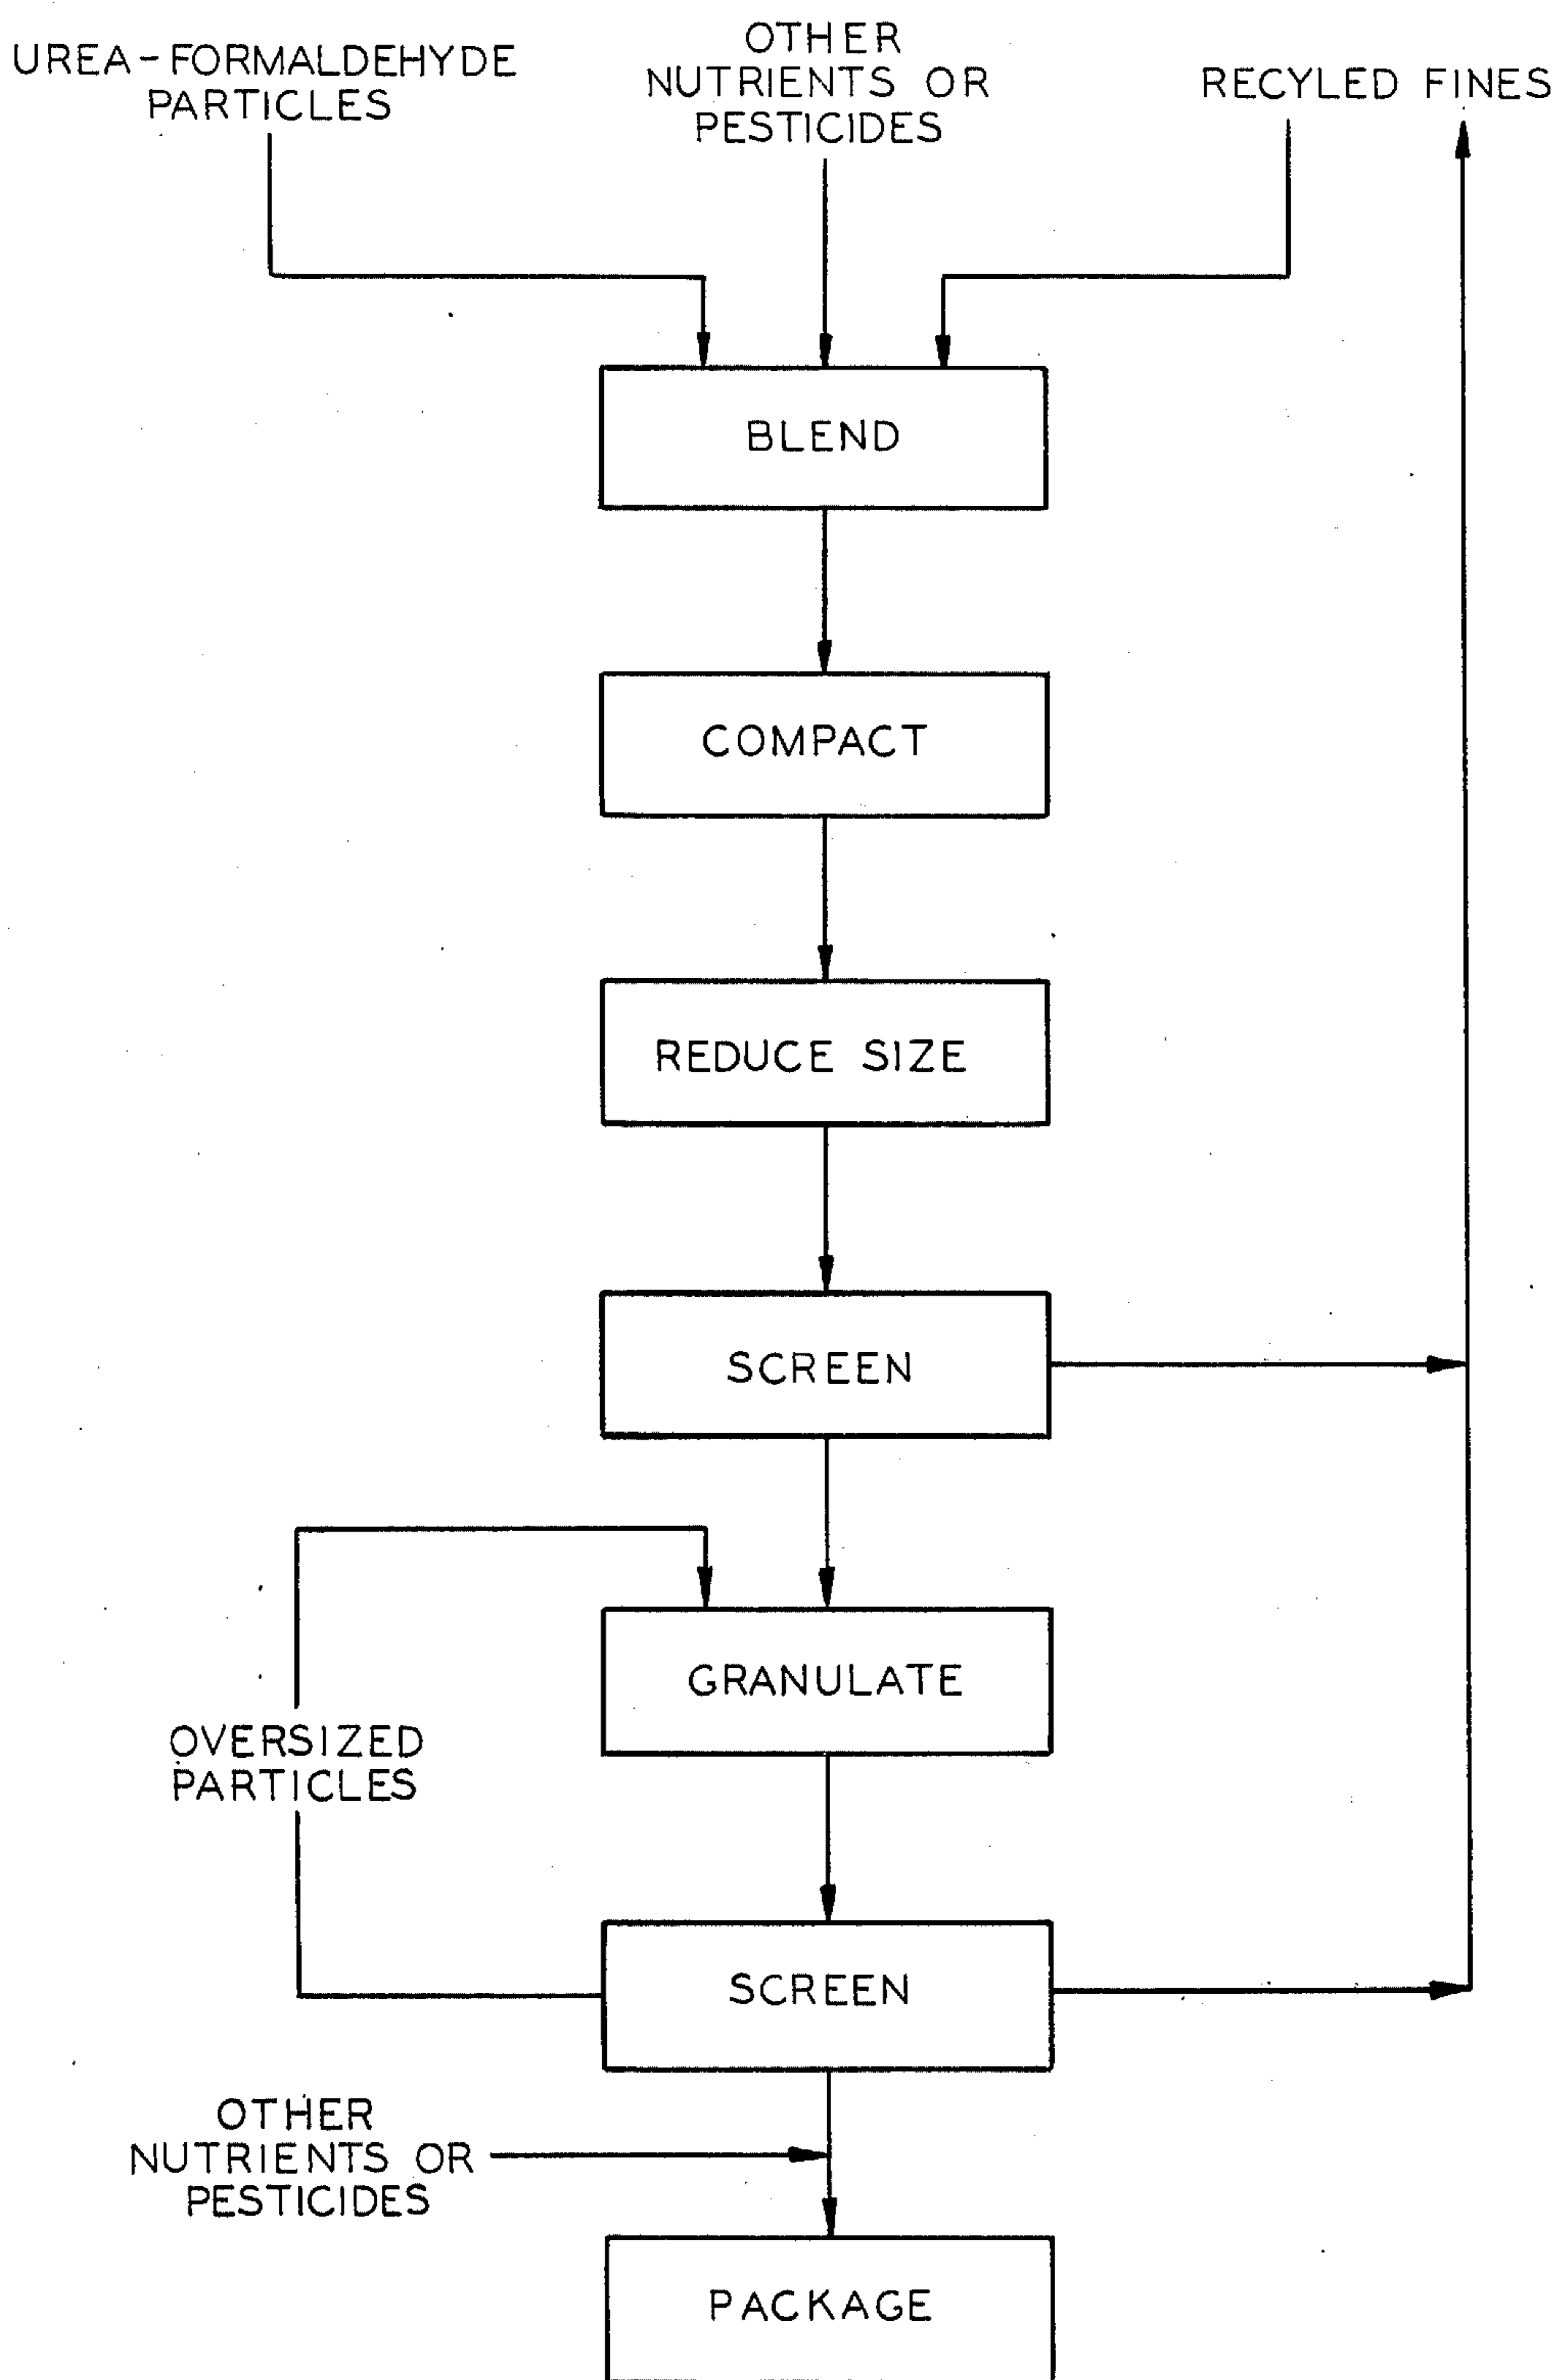 UREA-FORMALDEHYDE
PARTICLES
OTHER
NUTRIENTS OR
PESTICIDES
RECYLED FINES
BLEND
COMPACT
REDUCE SIZE
SCREEN
GRANULATE
OVERSIZED
PARTICLES
SCREEN
OTHER
NUTRIENTS OR
PESTICIDES
PACKAGE